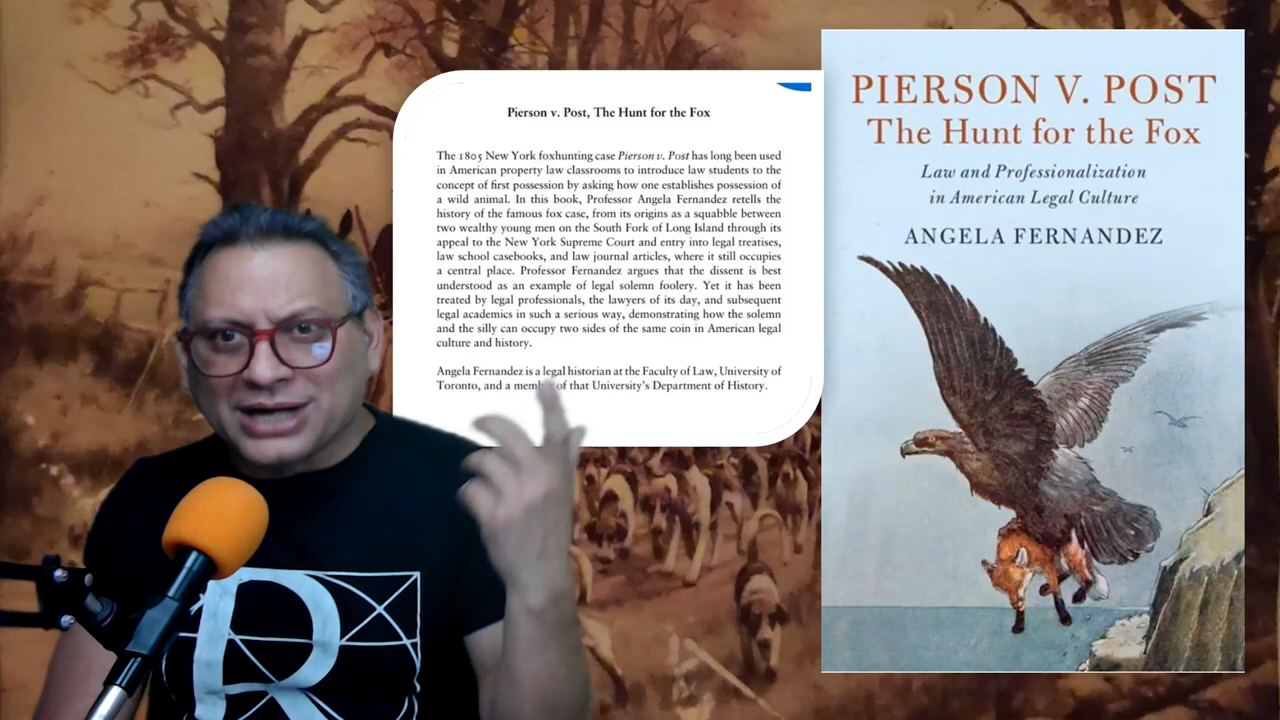 Pierson v. Post, The Hunt for the Fox
The 1805 New York foxhunting case Pierson v. Post has long been used
in American property law classrooms to introduce law students to the
concept of first possession by asking how one establishes possession of
a wild animal. In this book, Professor Angela Fernandez retells the
history of the famous fox case, from its origins as a squabble between
two wealthy young men on the South Fork of Long Island through its
appeal to the New York Supreme Court and entry into legal treatises,
law school casebooks, and law journal articles, where it still occupies
a central place. Professor Fernandez argues that the dissent is best
understood as an example of legal solemn foolery. Yet it has been
treated by legal professionals, the lawyers of its day, and subsequent
legal academics in such a serious way, demonstrating how the solemn
and the silly can occupy two sides of the same coin in American legal
culture and history.
Angela Fernandez is a legal historian at the Faculty of Law, University of
Toronto, and a mem of that University's Department of History.
PIERSON V. POST
The Hunt for the Fox
Law and Professionalization
in American Legal Culture
ANGELA FERNANDEZ
R